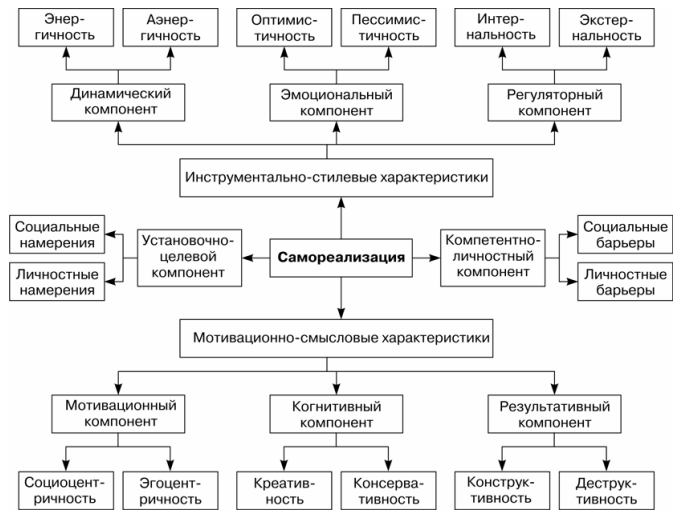 Энер-
гичность
Аэнер-
гичность
Оптимис-
тичность
Пессимис-
тичность
Интер-
нальность
Экстер-
нальность
Динамический
компонент
Эмоциональный
компонент
Регуляторный
компонент
Инструментально-стилевые характеристики
Социальные
намерения
Личностные
намерения
Установочно-
целевой
компонент
Самореализация
Компетентно-
личностный
компонент
Социальные
барьеры
Личностные
барьеры
Мотивационно-смысловые характеристики
Мотивационный
компонент
Когнитивный
компонент
Результативный
компонент
Социоцент-
ричность
Эгоцент-
ричность
Креатив-
ность
Консерва-
тивность
Конструк-
тивность
Деструк-
тивность